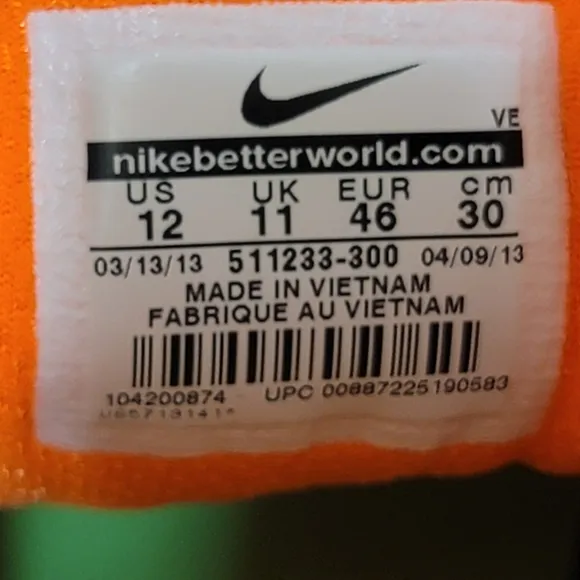 VE
nikebetterworld.com
US UK EUR cm
12 11 46 30
03/13/13 511233-300 04/09/13
MADE IN VIETNAM
FABRIQUE AU VIETNAM
104200874 UPC 00887225190583